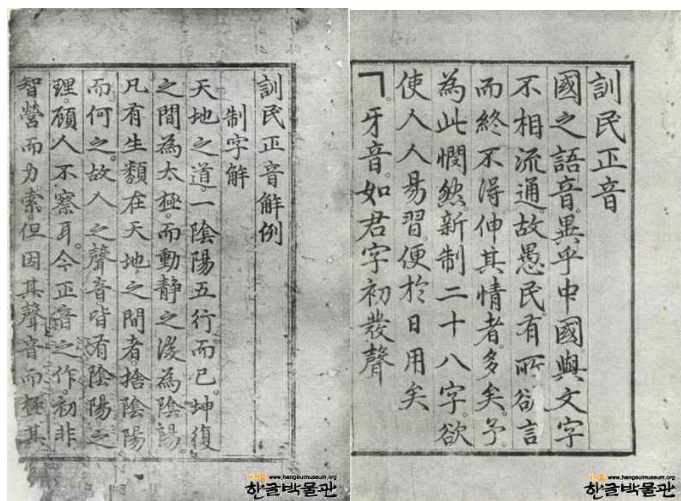 訓民正音
國之語音。異乎中國。與文字
不相流通。故愚民。有所欲言
而終不得伸其情者。多矣。予。
為此憫然。新制二十八字。欲
使人人易習。便於日用矣
ㄱ。牙音。如君字初發聲
www.hangeulmuseum.org
한글박물관
訓民正音解例
制字解
天地之道。一陰陽五行而已。坤復
之間為太極。而動靜之後為陰陽。
凡有生類在天地之間者。捨陰陽
而何之。故人之聲音。皆有陰陽之
理。顧人不察耳。今正音之作。初非
智營而力索。但因其聲音而極其
www.hangeulmuseum.org
한글박물관